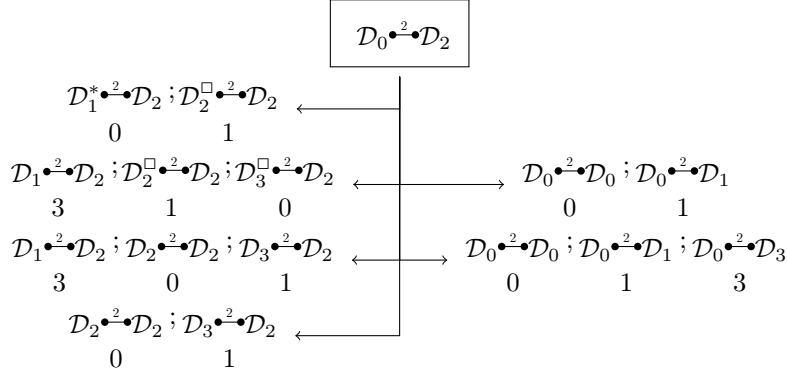 𝒟₀•—²—•𝒟₂
𝒟₁*•—²—•𝒟₂ ; 𝒟₂□•—²—•𝒟₂
0 1
𝒟₁•—²—•𝒟₂ ; 𝒟₂□•—²—•𝒟₂ ; 𝒟₃□•—²—•𝒟₂
3 1 0
𝒟₀•—²—•𝒟₀ ; 𝒟₀•—²—•𝒟₁
0 1
𝒟₁•—²—•𝒟₂ ; 𝒟₂•—²—•𝒟₂ ; 𝒟₃•—²—•𝒟₂
3 0 1
𝒟₀•—²—•𝒟₀ ; 𝒟₀•—²—•𝒟₁ ; 𝒟₀•—²—•𝒟₃
0 1 3
𝒟₂•—²—•𝒟₂ ; 𝒟₃•—²—•𝒟₂
0 1